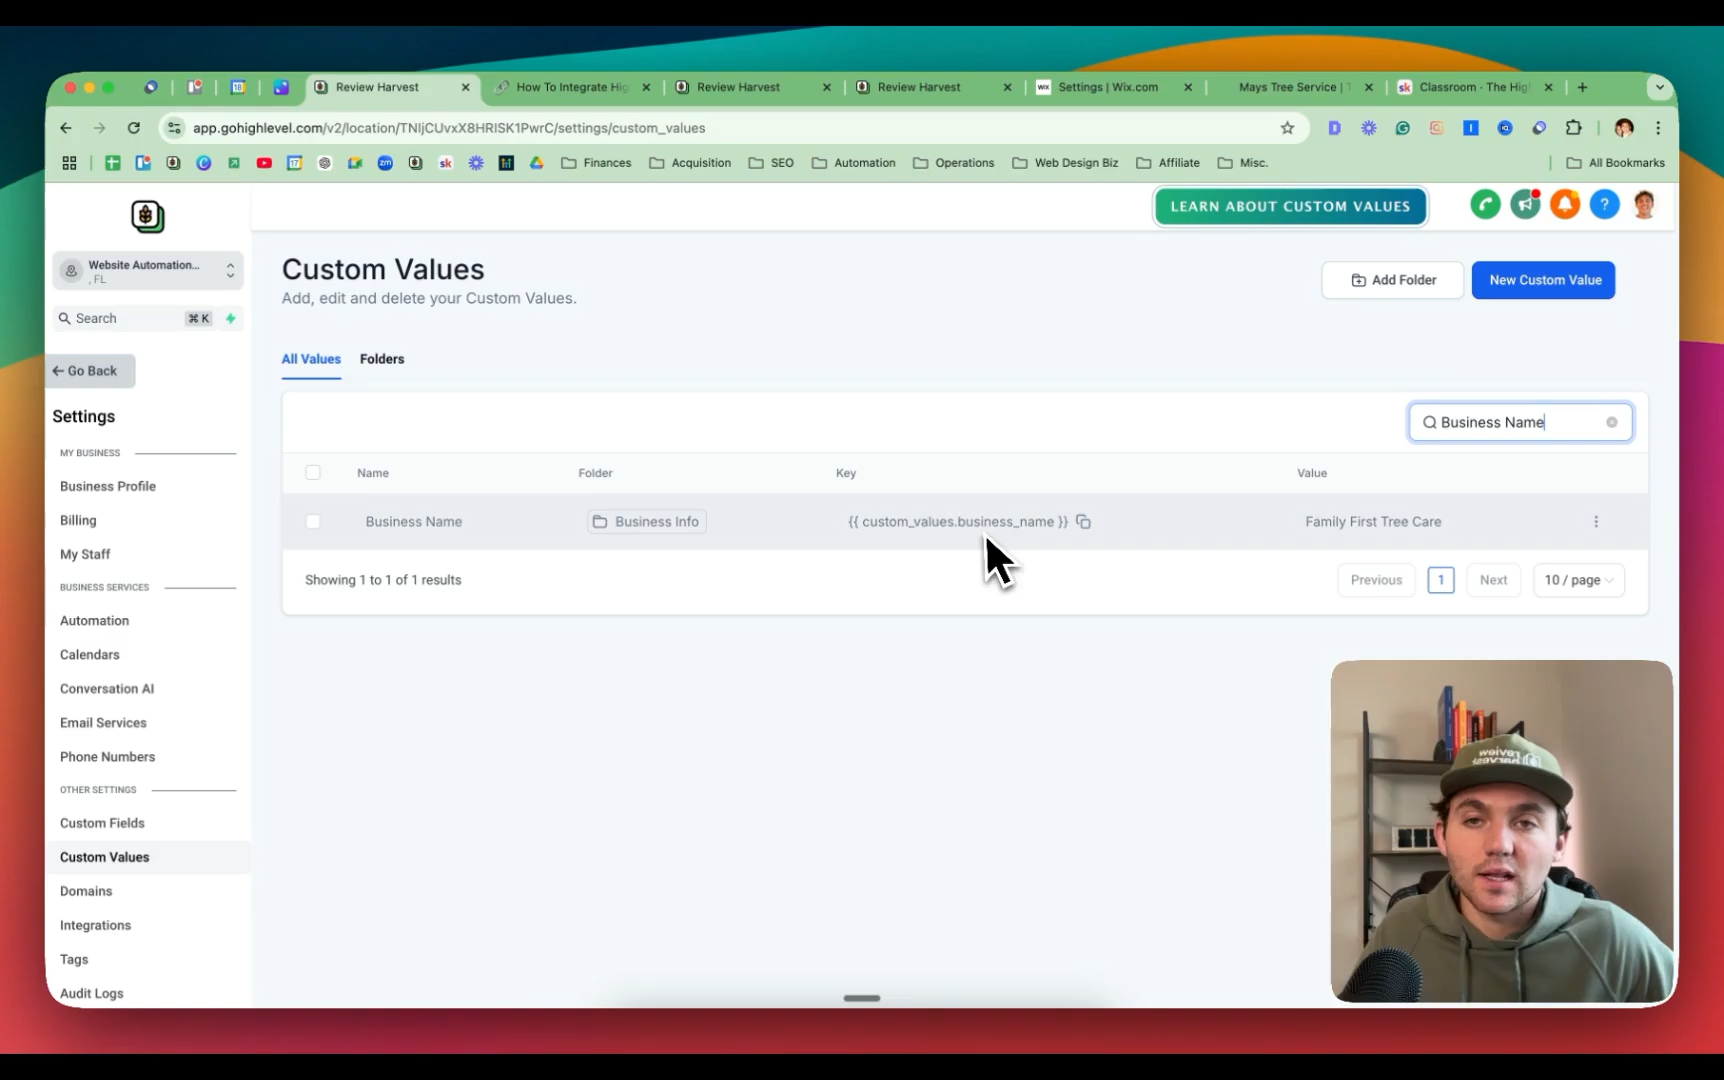 Review Harvest
How To Integrate Hig
Review Harvest
Review Harvest
WIX
Settings | Wix.com
Mays Tree Service | T
sk
Classroom - The Hig
app.gohighlevel.com/v2/location/TNIjCUvxX8HRISK1PwrC/settings/custom_values
Finances
Acquisition
SEO
Automation
Operations
Web Design Biz
Affiliate
Misc.
All Bookmarks
LEARN ABOUT CUSTOM VALUES
Website Automation...
, FL
Search
⌘ K
Go Back
Settings
MY BUSINESS
Business Profile
Billing
My Staff
BUSINESS SERVICES
Automation
Calendars
Conversation AI
Email Services
Phone Numbers
OTHER SETTINGS
Custom Fields
Custom Values
Domains
Integrations
Tags
Audit Logs
Custom Values
Add, edit and delete your Custom Values.
Add Folder
New Custom Value
All Values
Folders
Business Name
Name
Folder
Key
Value
Business Name
Business Info
{{ custom_values.business_name }}
Family First Tree Care
Showing 1 to 1 of 1 results
Previous
1
Next
10 / page
review
harvest